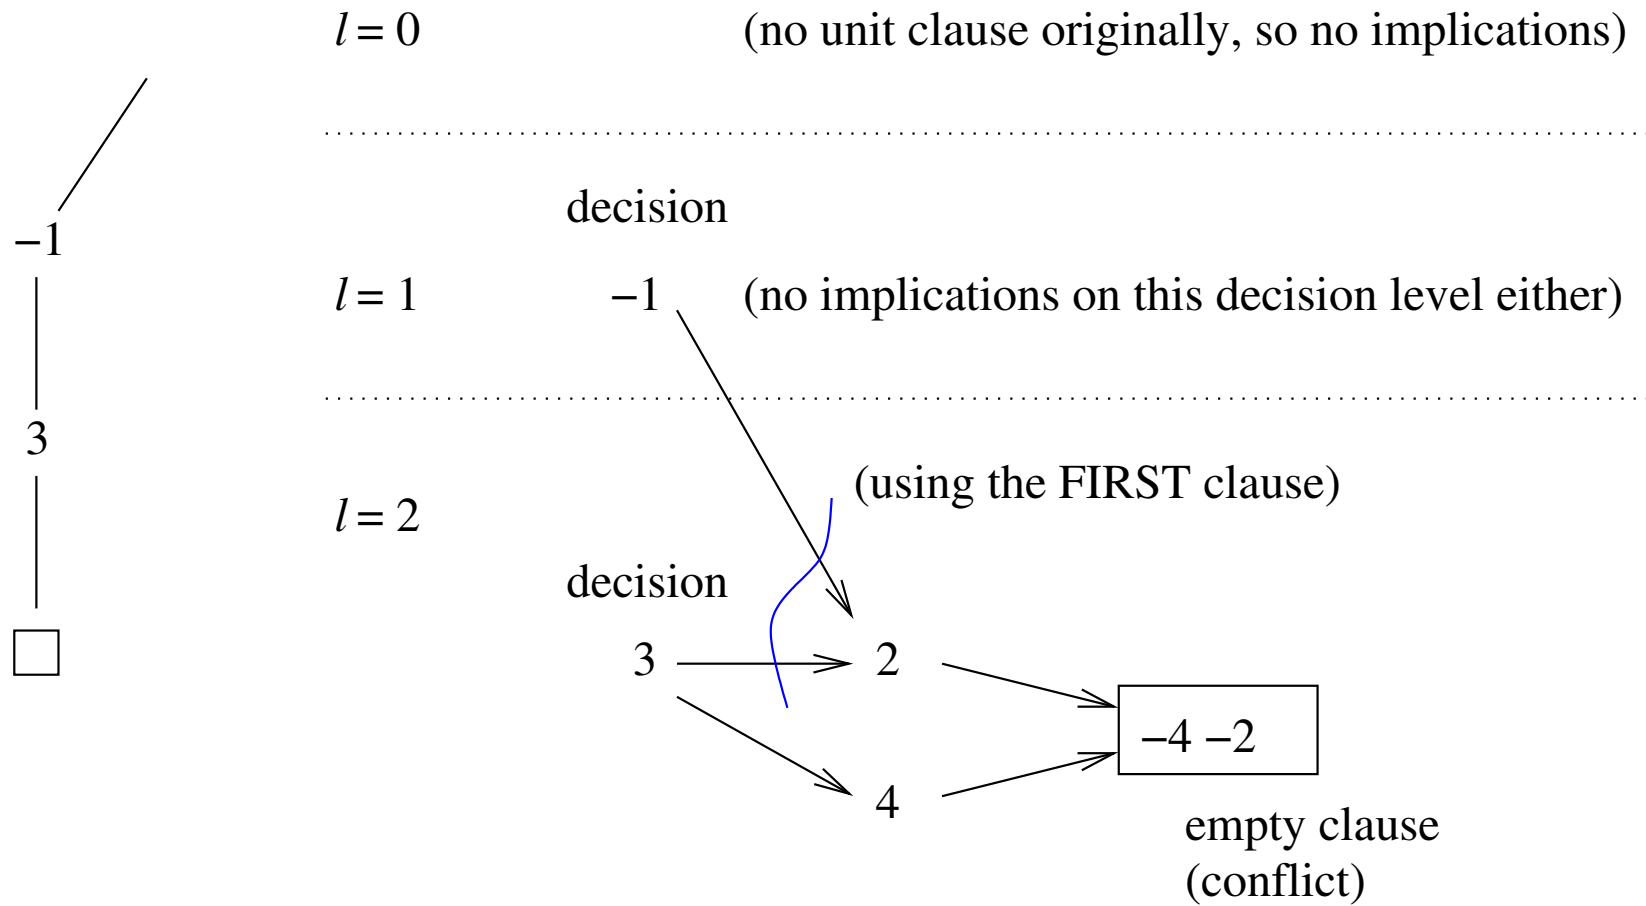 l = 0 (no unit clause originally, so no implications)
decision
−1
l = 1 −1 (no implications on this decision level either)
3
(using the FIRST clause)
l = 2
decision
3 2
−4 −2
4
empty clause
(conflict)